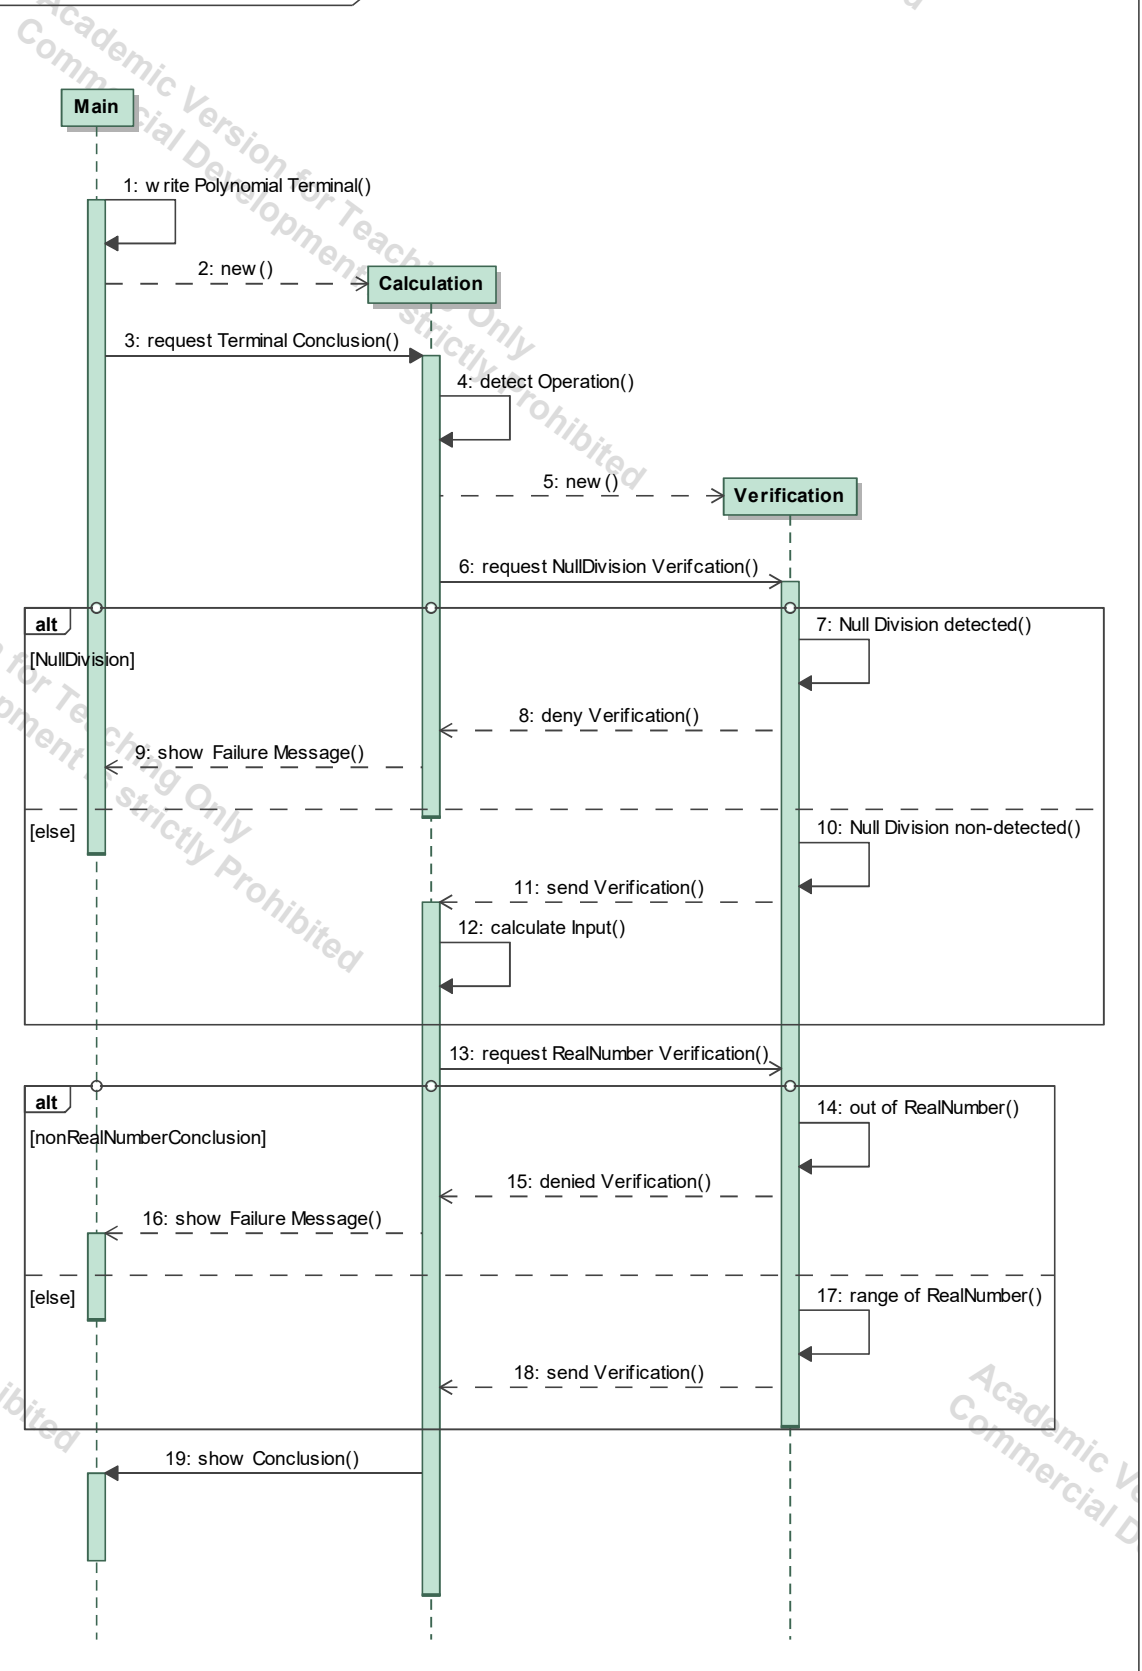 Academic Version for Teaching Only
Commercial Development is strictly Prohibited
Main
1: write Polynomial Terminal()
2: new()
Calculation
3: request Terminal Conclusion()
4: detect Operation()
5: new()
Verification
6: request NullDivision Verifcation()
alt
7: Null Division detected()
[NullDivision]
8: deny Verification()
9: show Failure Message()
[else]
10: Null Division non-detected()
11: send Verification()
12: calculate Input()
13: request RealNumber Verification()
alt
14: out of RealNumber()
[nonRealNumberConclusion]
15: denied Verification()
16: show Failure Message()
[else]
17: range of RealNumber()
18: send Verification()
19: show Conclusion()